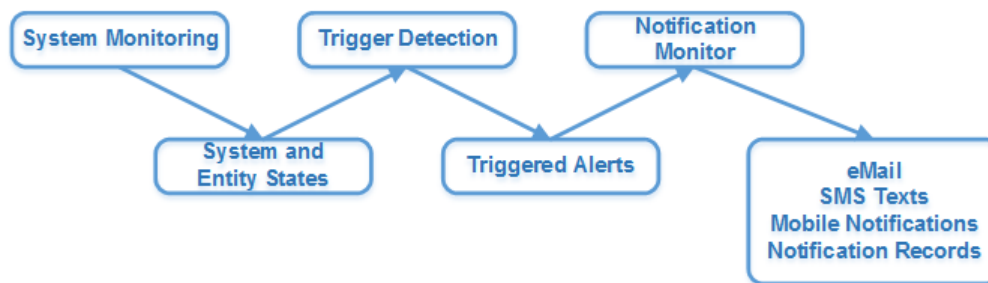 System Monitoring
Trigger Detection
Notification
Monitor
System and
Entity States
Triggered Alerts
eMail
SMS Texts
Mobile Notifications
Notification Records